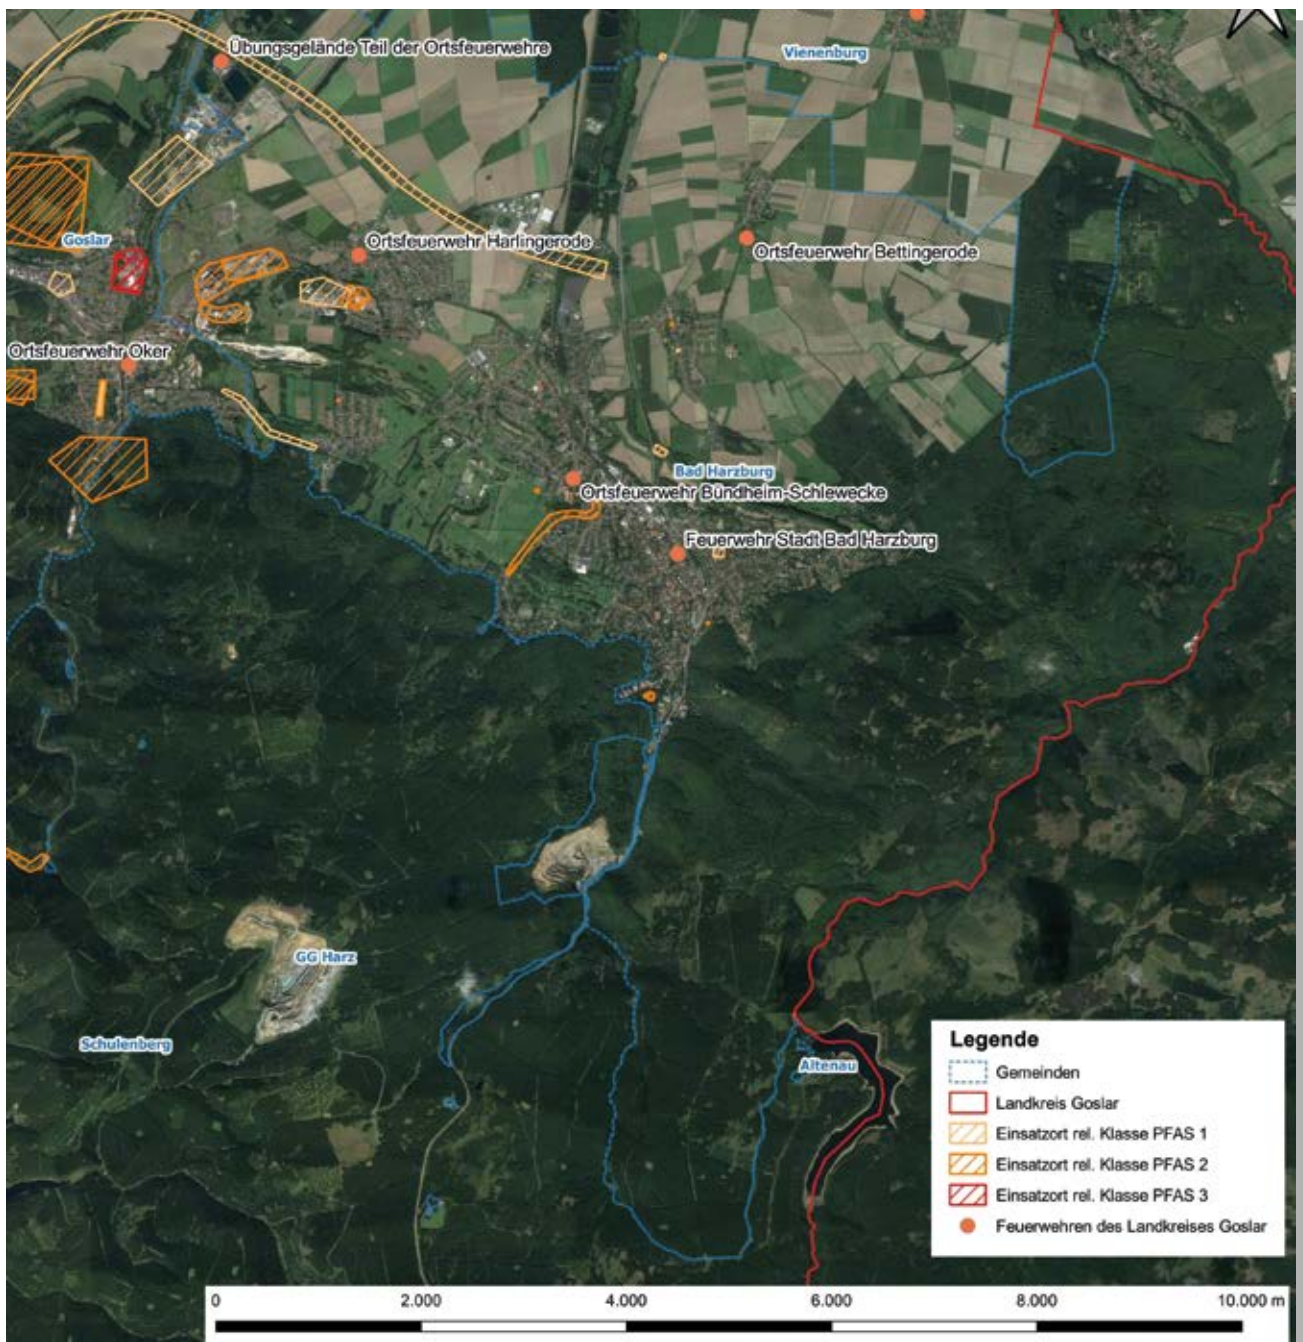 Übungsgelände Teil der Ortsfeuerwehre
Vienenburg
Goslar
Ortsfeuerwehr Harlingerode
Ortsfeuerwehr Bettingerode
Ortsfeuerwehr Oker
Bad Harzburg
Ortsfeuerwehr Bündheim-Schlewecke
Feuerwehr Stadt Bad Harzburg
GG Harz
Schulenberg
Altenau
Legende
Gemeinden
Landkreis Goslar
Einsatzort rel. Klasse PFAS 1
Einsatzort rel. Klasse PFAS 2
Einsatzort rel. Klasse PFAS 3
Feuerwehren des Landkreises Goslar
0 2.000 4.000 6.000 8.000 10.000 m